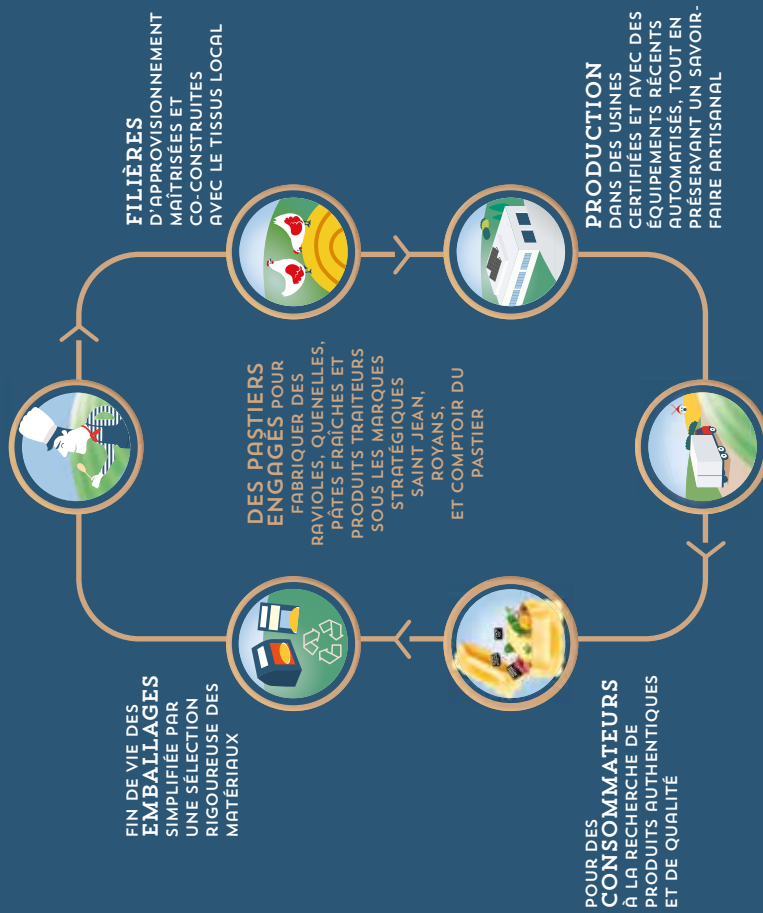 FILIÈRES
D'APPROVISIONNEMENT
MAÎTRISÉES ET
CO-CONSTRUITES
AVEC LE TISSUS LOCAL
PRODUCTION
DANS DES USINES
CERTIFIÉES ET AVEC DES
ÉQUIPEMENTS RÉCENTS
AUTOMATISÉS, TOUT EN
PRÉSERVANT UN SAVOIR-
FAIRE ARTISANAL
DES PASTIERS
ENGAGÉS POUR
FABRIQUER DES
RAVIOLES, QUENELLES,
PÂTES FRAÎCHES ET
PRODUITS TRAITEURS
SOUS LES MARQUES
STRATÉGIQUES
SAINT JEAN,
ROYANS,
ET COMPTOIR DU
PASTIER
POUR DES
CONSOMMATEURS
À LA RECHERCHE DE
PRODUITS AUTHENTIQUES
ET DE QUALITÉ
FIN DE VIE DES
EMBALLAGES
SIMPLIFIÉE PAR
UNE SÉLECTION
RIGOUREUSE DES
MATÉRIAUX